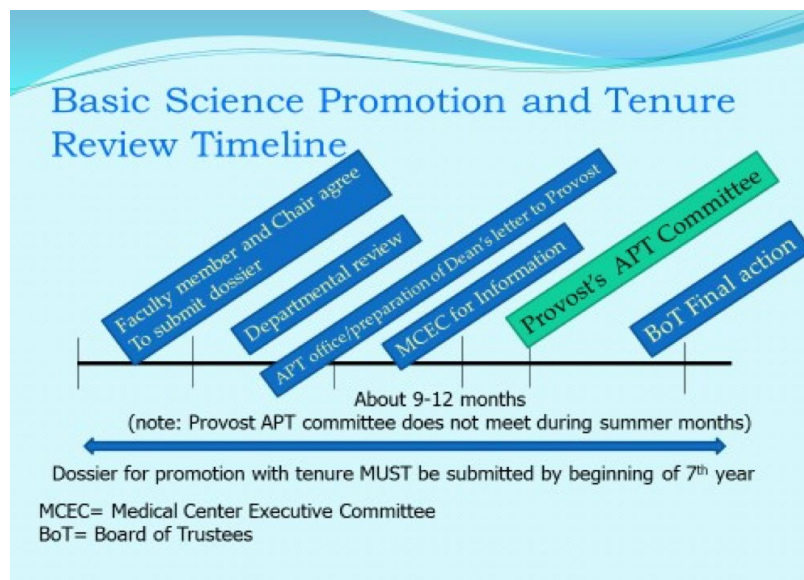 Basic Science Promotion and Tenure
Review Timeline
Faculty member and Chair agree
To submit dossier
Departmental review
APT office/preparation of Dean's letter to Provost
MCEC for Information
Provost's APT Committee
BoT Final action
About 9-12 months
(note: Provost APT committee does not meet during summer months)
Dossier for promotion with tenure MUST be submitted by beginning of 7th year
MCEC= Medical Center Executive Committee
BoT= Board of Trustees